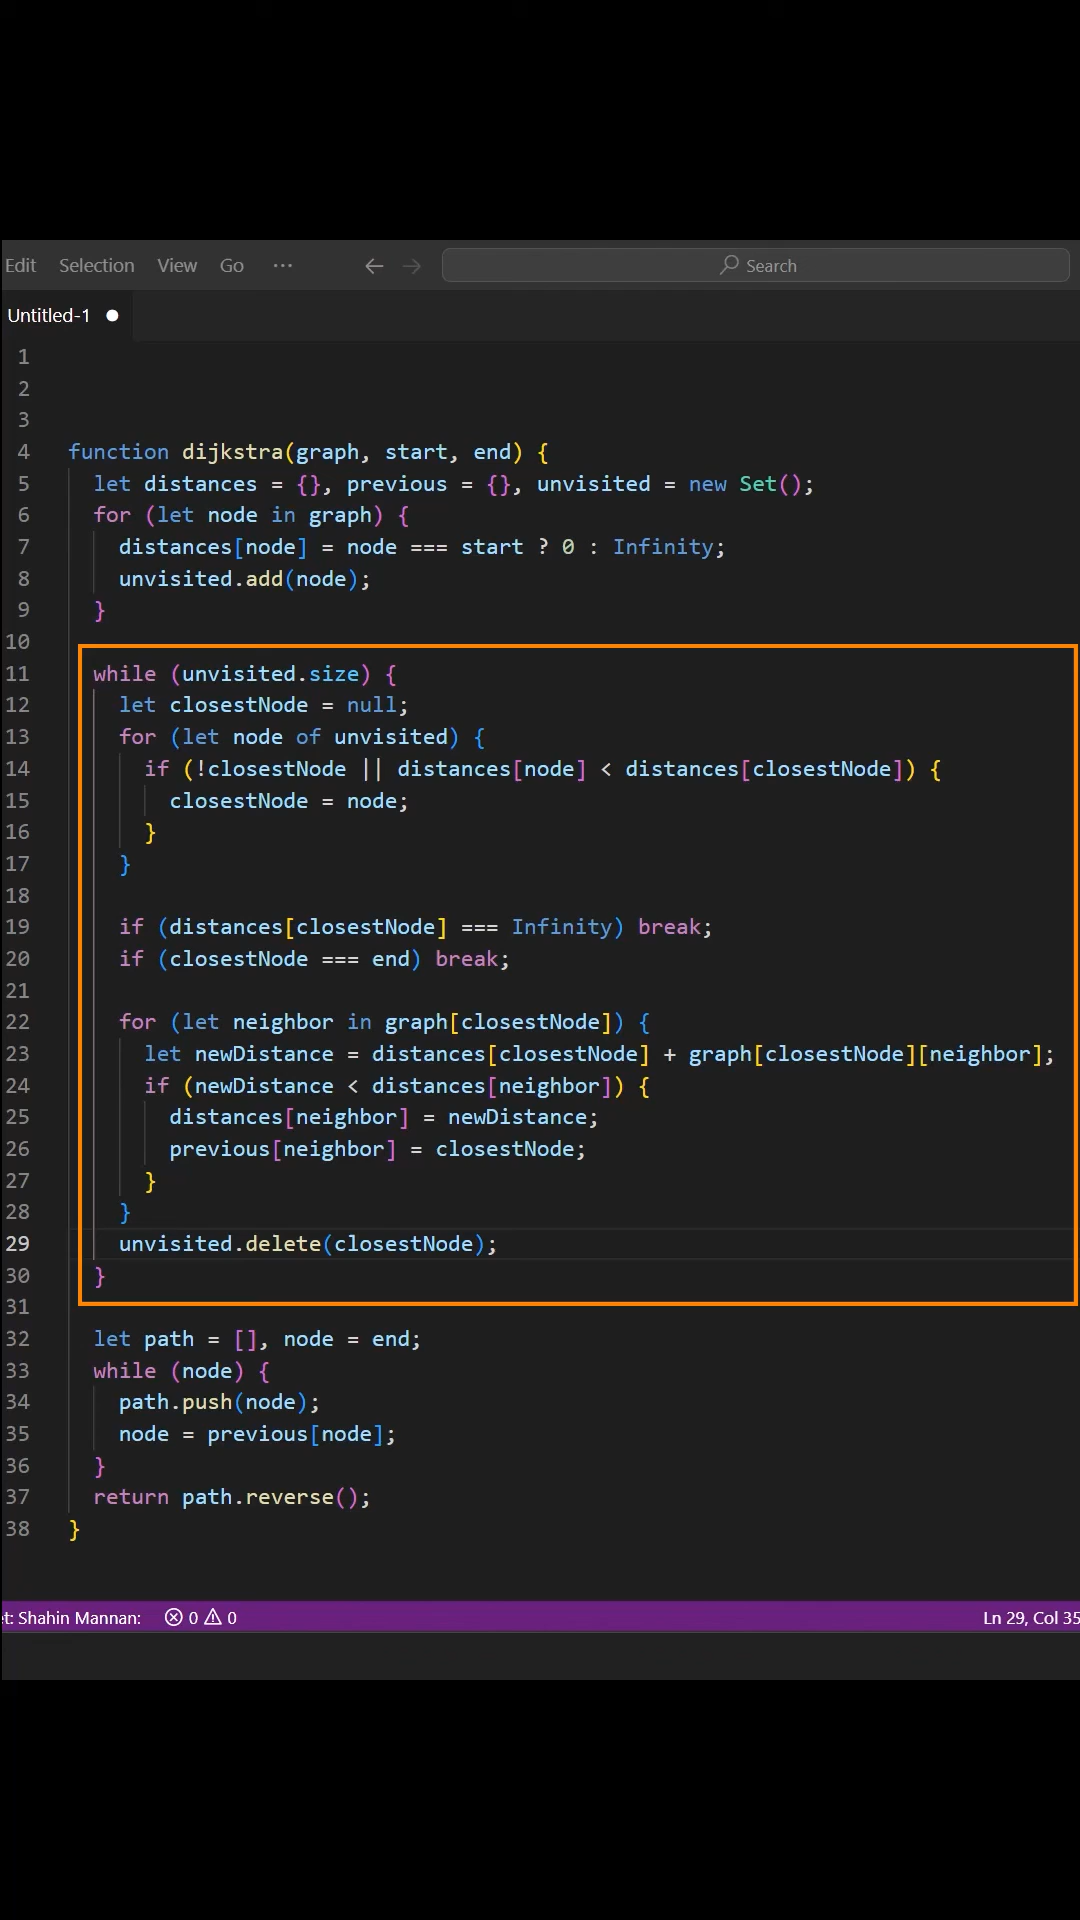 Edit Selection View Go ··· ← → Search
Untitled-1 ●
1
2
3
4 function dijkstra(graph, start, end) {
5 let distances = {}, previous = {}, unvisited = new Set();
6 for (let node in graph) {
7 distances[node] = node === start ? 0 : Infinity;
8 unvisited.add(node);
9 }
10
11 while (unvisited.size) {
12 let closestNode = null;
13 for (let node of unvisited) {
14 if (!closestNode || distances[node] < distances[closestNode]) {
15 closestNode = node;
16 }
17 }
18
19 if (distances[closestNode] === Infinity) break;
20 if (closestNode === end) break;
21
22 for (let neighbor in graph[closestNode]) {
23 let newDistance = distances[closestNode] + graph[closestNode][neighbor];
24 if (newDistance < distances[neighbor]) {
25 distances[neighbor] = newDistance;
26 previous[neighbor] = closestNode;
27 }
28 }
29 unvisited.delete(closestNode);
30 }
31
32 let path = [], node = end;
33 while (node) {
34 path.push(node);
35 node = previous[node];
36 }
37 return path.reverse();
38 }
et: Shahin Mannan: 0 0 Ln 29, Col 35